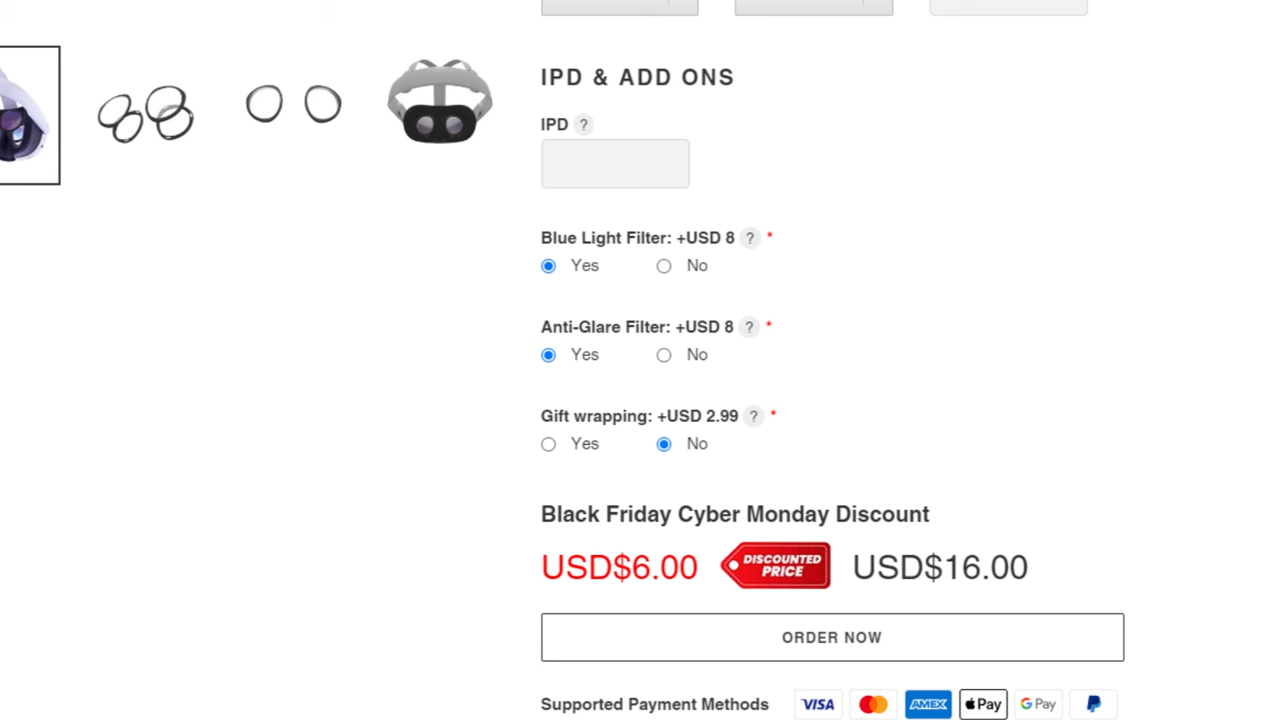 IPD & ADD ONS
IPD ?
Blue Light Filter: +USD 8 ? *
Yes No
Anti-Glare Filter: +USD 8 ? *
Yes No
Gift wrapping: +USD 2.99 ? *
Yes No
Black Friday Cyber Monday Discount
USD$6.00 DISCOUNTED PRICE USD$16.00
ORDER NOW
Supported Payment Methods VISA AMEX Pay G Pay